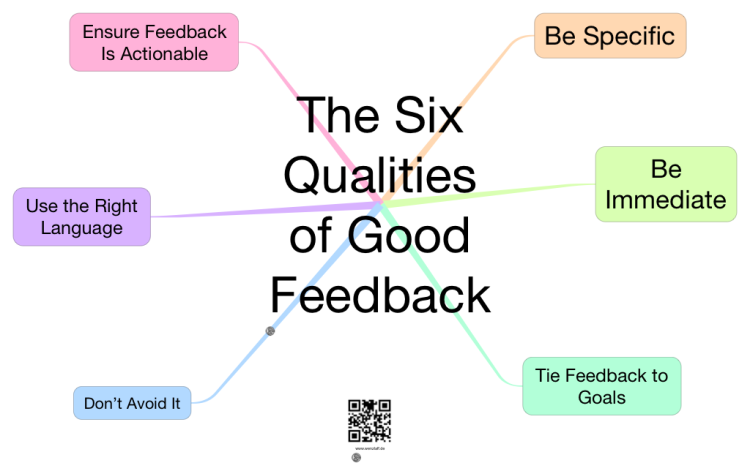 The Six
Qualities
of Good
Feedback
Be Specific
Be
Immediate
Tie Feedback to
Goals
Don’t Avoid It
Use the Right
Language
Ensure Feedback
Is Actionable